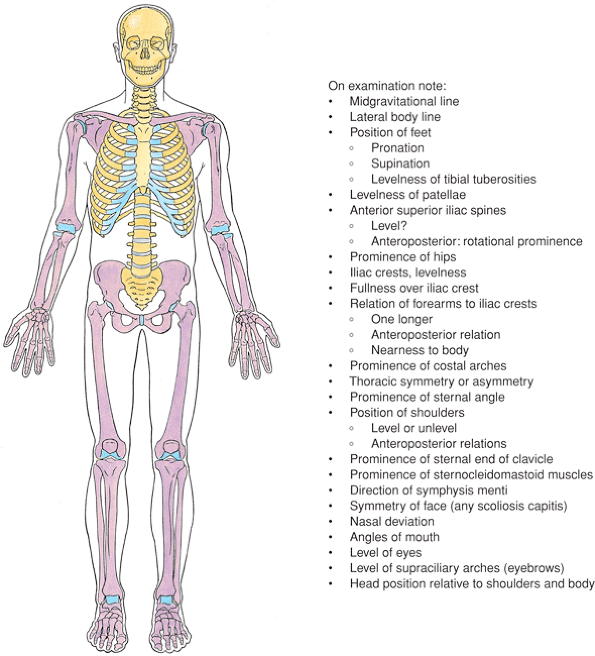 On examination note:
• Midgravitational line
• Lateral body line
• Position of feet
◦ Pronation
◦ Supination
◦ Levelness of tibial tuberosities
• Levelness of patellae
• Anterior superior iliac spines
◦ Level?
◦ Anteroposterior: rotational prominence
• Prominence of hips
• Iliac crests, levelness
• Fullness over iliac crest
• Relation of forearms to iliac crests
◦ One longer
◦ Anteroposterior relation
◦ Nearness to body
• Prominence of costal arches
• Thoracic symmetry or asymmetry
• Prominence of sternal angle
• Position of shoulders
◦ Level or unlevel
◦ Anteroposterior relations
• Prominence of sternal end of clavicle
• Prominence of sternocleidomastoid muscles
• Direction of symphysis menti
• Symmetry of face (any scoliosis capitis)
• Nasal deviation
• Angles of mouth
• Level of eyes
• Level of supraciliary arches (eyebrows)
• Head position relative to shoulders and body